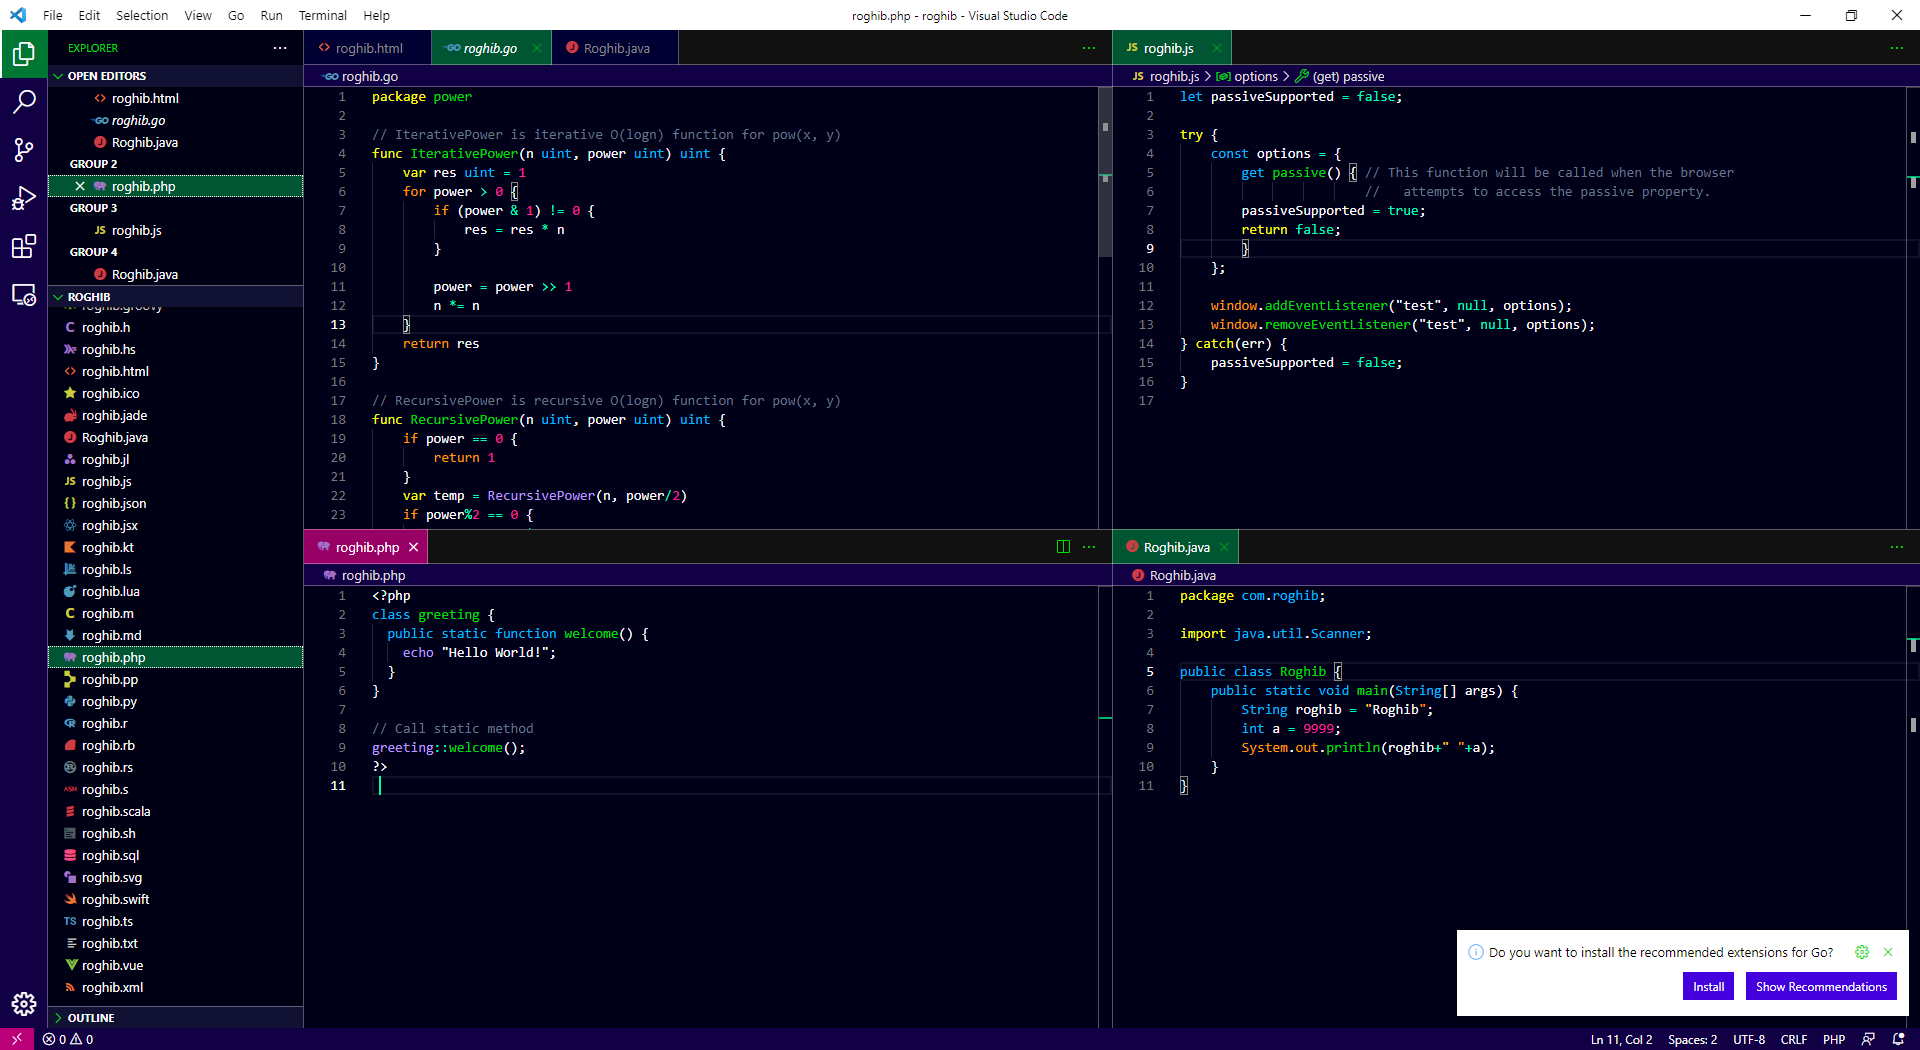 File Edit Selection View Go Run Terminal Help
roghib.php - roghib - Visual Studio Code
EXPLORER
OPEN EDITORS
roghib.html
roghib.go
Roghib.java
GROUP 2
roghib.php
GROUP 3
JS roghib.js
GROUP 4
Roghib.java
ROGHIB
roghib.groovy
C roghib.h
roghib.hs
roghib.html
roghib.ico
roghib.jade
Roghib.java
roghib.jl
JS roghib.js
{} roghib.json
roghib.jsx
roghib.kt
roghib.ls
roghib.lua
C roghib.m
roghib.md
roghib.php
roghib.pp
roghib.py
roghib.r
roghib.rb
roghib.rs
ASM roghib.s
roghib.scala
roghib.sh
roghib.sql
roghib.svg
roghib.swift
TS roghib.ts
roghib.txt
roghib.vue
roghib.xml
OUTLINE
roghib.html roghib.go Roghib.java
roghib.go
1 package power
2
3 // IterativePower is iterative O(logn) function for pow(x, y)
4 func IterativePower(n uint, power uint) uint {
5 var res uint = 1
6 for power > 0 {
7 if (power & 1) != 0 {
8 res = res * n
9 }
10
11 power = power >> 1
12 n *= n
13 }
14 return res
15 }
16
17 // RecursivePower is recursive O(logn) function for pow(x, y)
18 func RecursivePower(n uint, power uint) uint {
19 if power == 0 {
20 return 1
21 }
22 var temp = RecursivePower(n, power/2)
23 if power%2 == 0 {
JS roghib.js
JS roghib.js > options > (get) passive
1 let passiveSupported = false;
2
3 try {
4 const options = {
5 get passive() { // This function will be called when the browser
6 // attempts to access the passive property.
7 passiveSupported = true;
8 return false;
9 }
10 };
11
12 window.addEventListener("test", null, options);
13 window.removeEventListener("test", null, options);
14 } catch(err) {
15 passiveSupported = false;
16 }
17
roghib.php
roghib.php
1 <?php
2 class greeting {
3 public static function welcome() {
4 echo "Hello World!";
5 }
6 }
7
8 // Call static method
9 greeting::welcome();
10 ?>
11
Roghib.java
Roghib.java
1 package com.roghib;
2
3 import java.util.Scanner;
4
5 public class Roghib {
6 public static void main(String[] args) {
7 String roghib = "Roghib";
8 int a = 9999;
9 System.out.println(roghib+" "+a);
10 }
11 }
Do you want to install the recommended extensions for Go?
Install Show Recommendations
0 0
Ln 11, Col 2 Spaces: 2 UTF-8 CRLF PHP